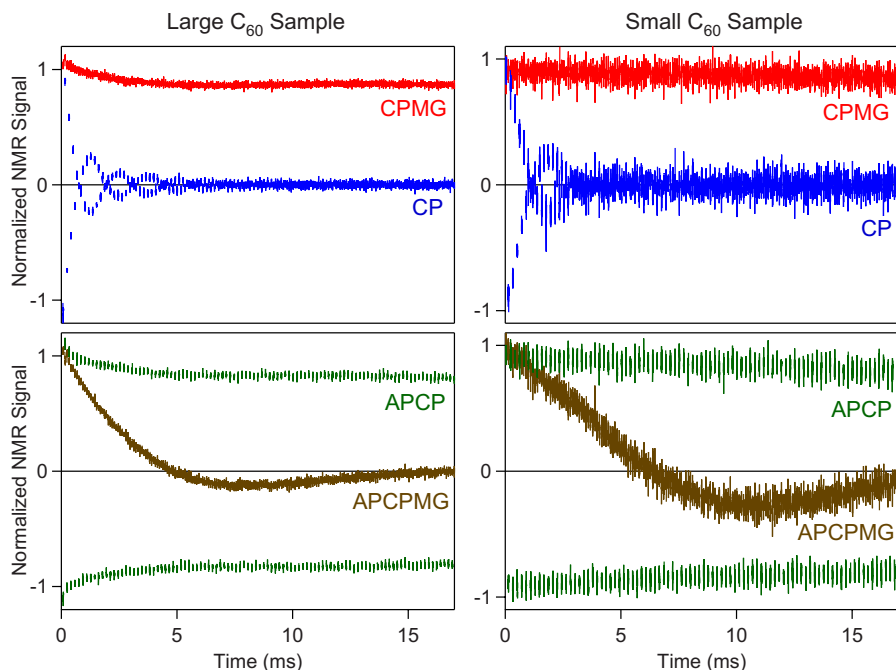 Large C60 Sample
Small C60 Sample
Normalized NMR Signal
1
0
-1
CPMG
CP
1
0
-1
CPMG
CP
Normalized NMR Signal
1
0
-1
APCP
APCPMG
0
5
10
15
Time (ms)
1
0
-1
APCP
APCPMG
0
5
10
15
Time (ms)